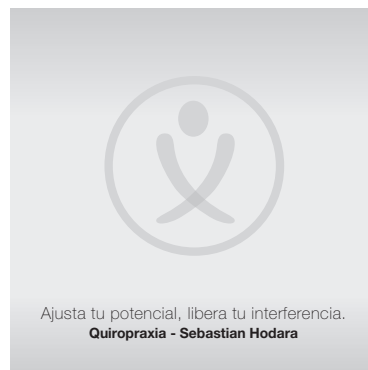 Ajusta tu potencial, libera tu interferencia.
Quiropraxia - Sebastian Hodara